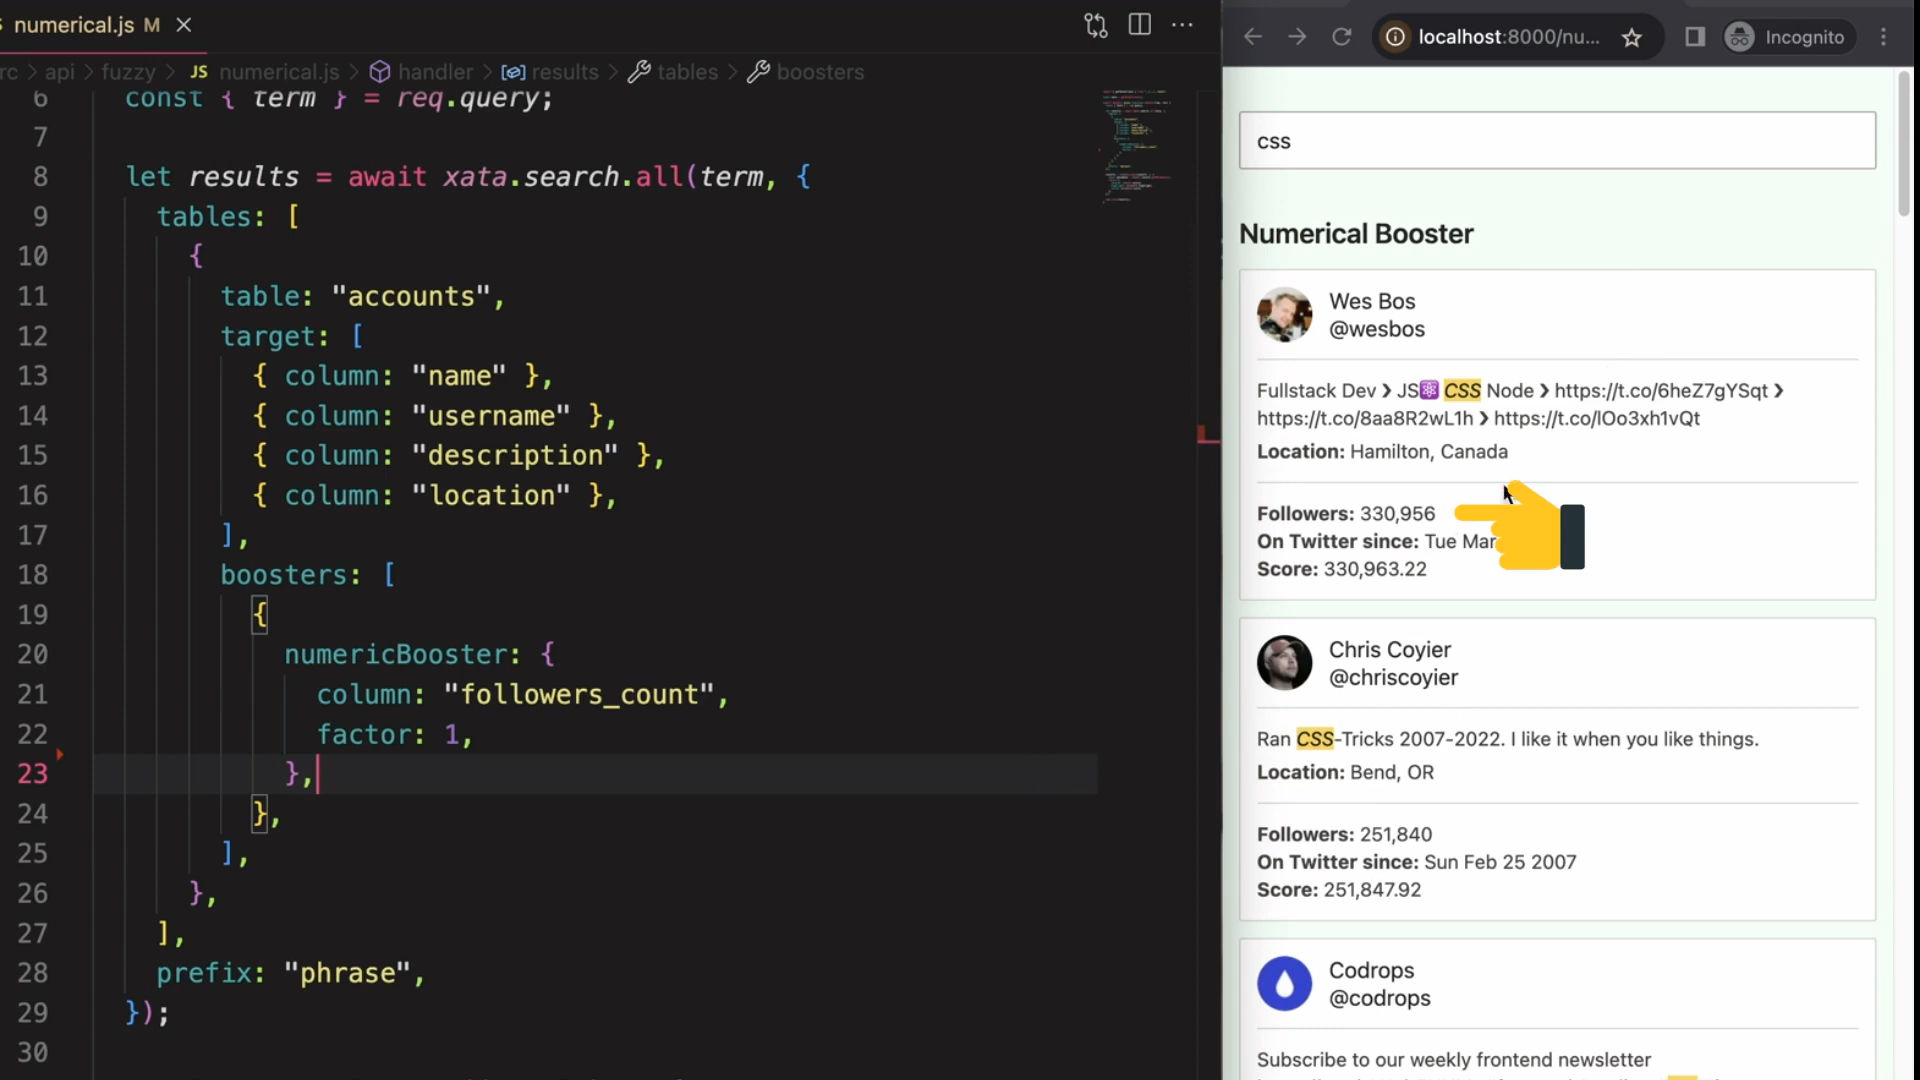 numerical.js M
rc > api > fuzzy > JS numerical.js > handler > results > tables > boosters
6 const { term } = req.query;
7
8 let results = await xata.search.all(term, {
9 tables: [
10 {
11 table: "accounts",
12 target: [
13 { column: "name" },
14 { column: "username" },
15 { column: "description" },
16 { column: "location" },
17 ],
18 boosters: [
19 {
20 numericBooster: {
21 column: "followers_count",
22 factor: 1,
23 },
24 },
25 ],
26 },
27 ],
28 prefix: "phrase",
29 });
30
localhost:8000/nu...
Incognito
css
Numerical Booster
Wes Bos
@wesbos
Fullstack Dev ❯ JS⚛️ CSS Node ❯ https://t.co/6heZ7gYSqt ❯
https://t.co/8aa8R2wL1h ❯ https://t.co/lOo3xh1vQt
Location: Hamilton, Canada
Followers: 330,956
On Twitter since: Tue Mar
Score: 330,963.22
Chris Coyier
@chriscoyier
Ran CSS-Tricks 2007-2022. I like it when you like things.
Location: Bend, OR
Followers: 251,840
On Twitter since: Sun Feb 25 2007
Score: 251,847.92
Codrops
@codrops
Subscribe to our weekly frontend newsletter